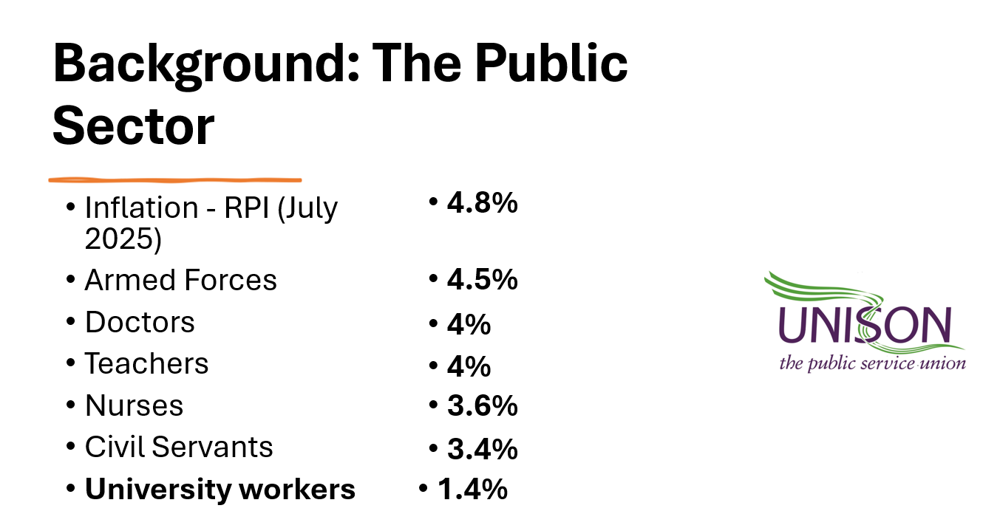 Background: The Public
Sector
• Inflation - RPI (July
2025)
• 4.8%
• Armed Forces
• 4.5%
• Doctors
• 4%
• Teachers
• 4%
• Nurses
• 3.6%
• Civil Servants
• 3.4%
• University workers
• 1.4%
UNISON
the public service union